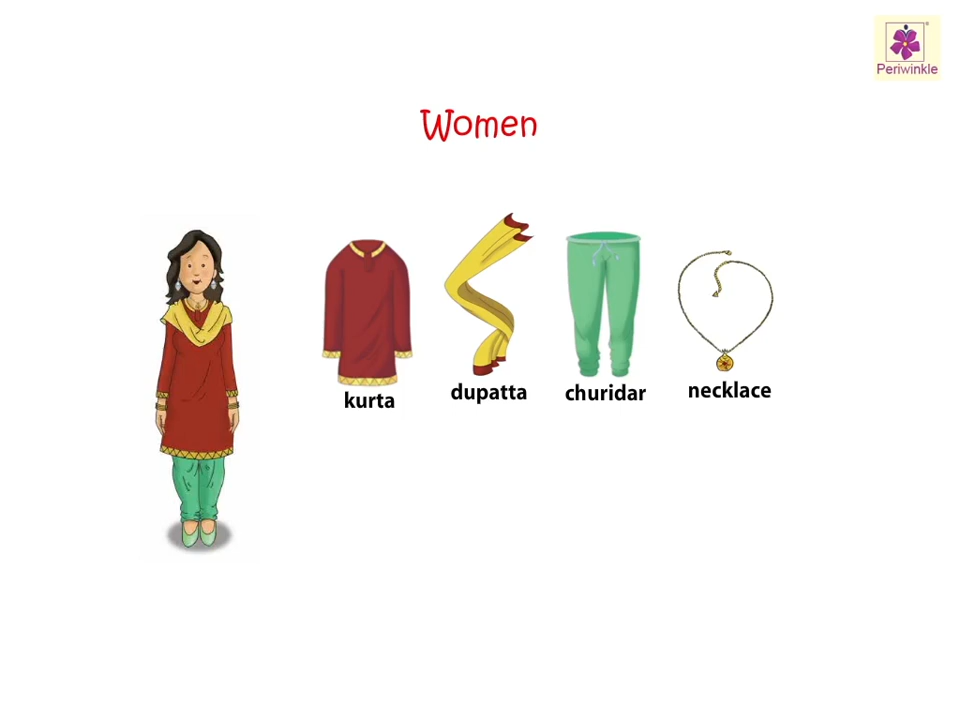 Periwinkle
Women
kurta
dupatta
churidar
necklace